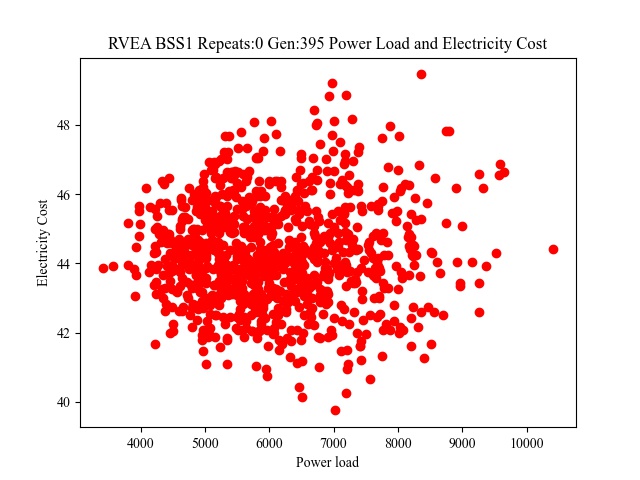 RVEA BSS1 Repeats:0 Gen:395 Power Load and Electricity Cost
48
46
44
42
40
Electricity Cost
4000 5000 6000 7000 8000 9000 10000
Power load